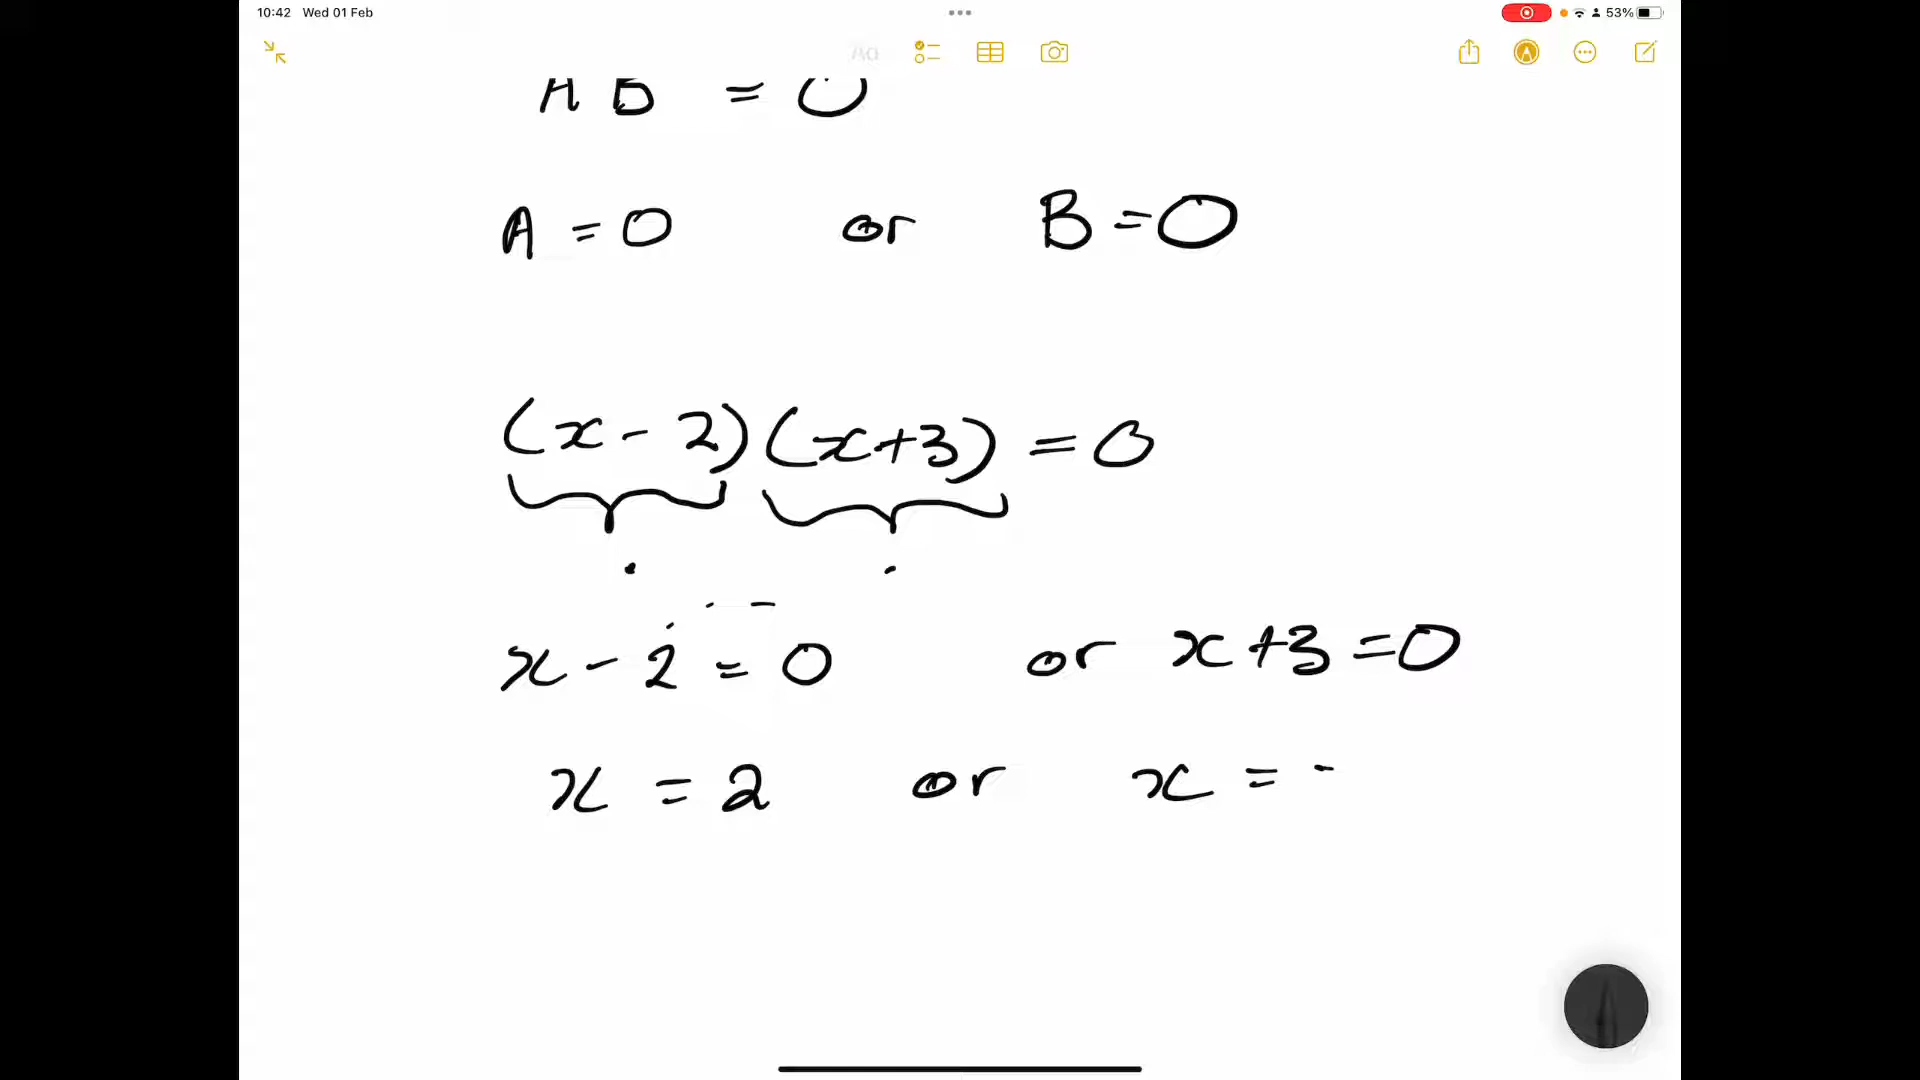 10:42 Wed 01 Feb 53%
Aa
A B = 0
A = 0 or B = 0
(x - 2)(x + 3) = 0
x - 2 = 0 or x + 3 = 0
x = 2 or x = -